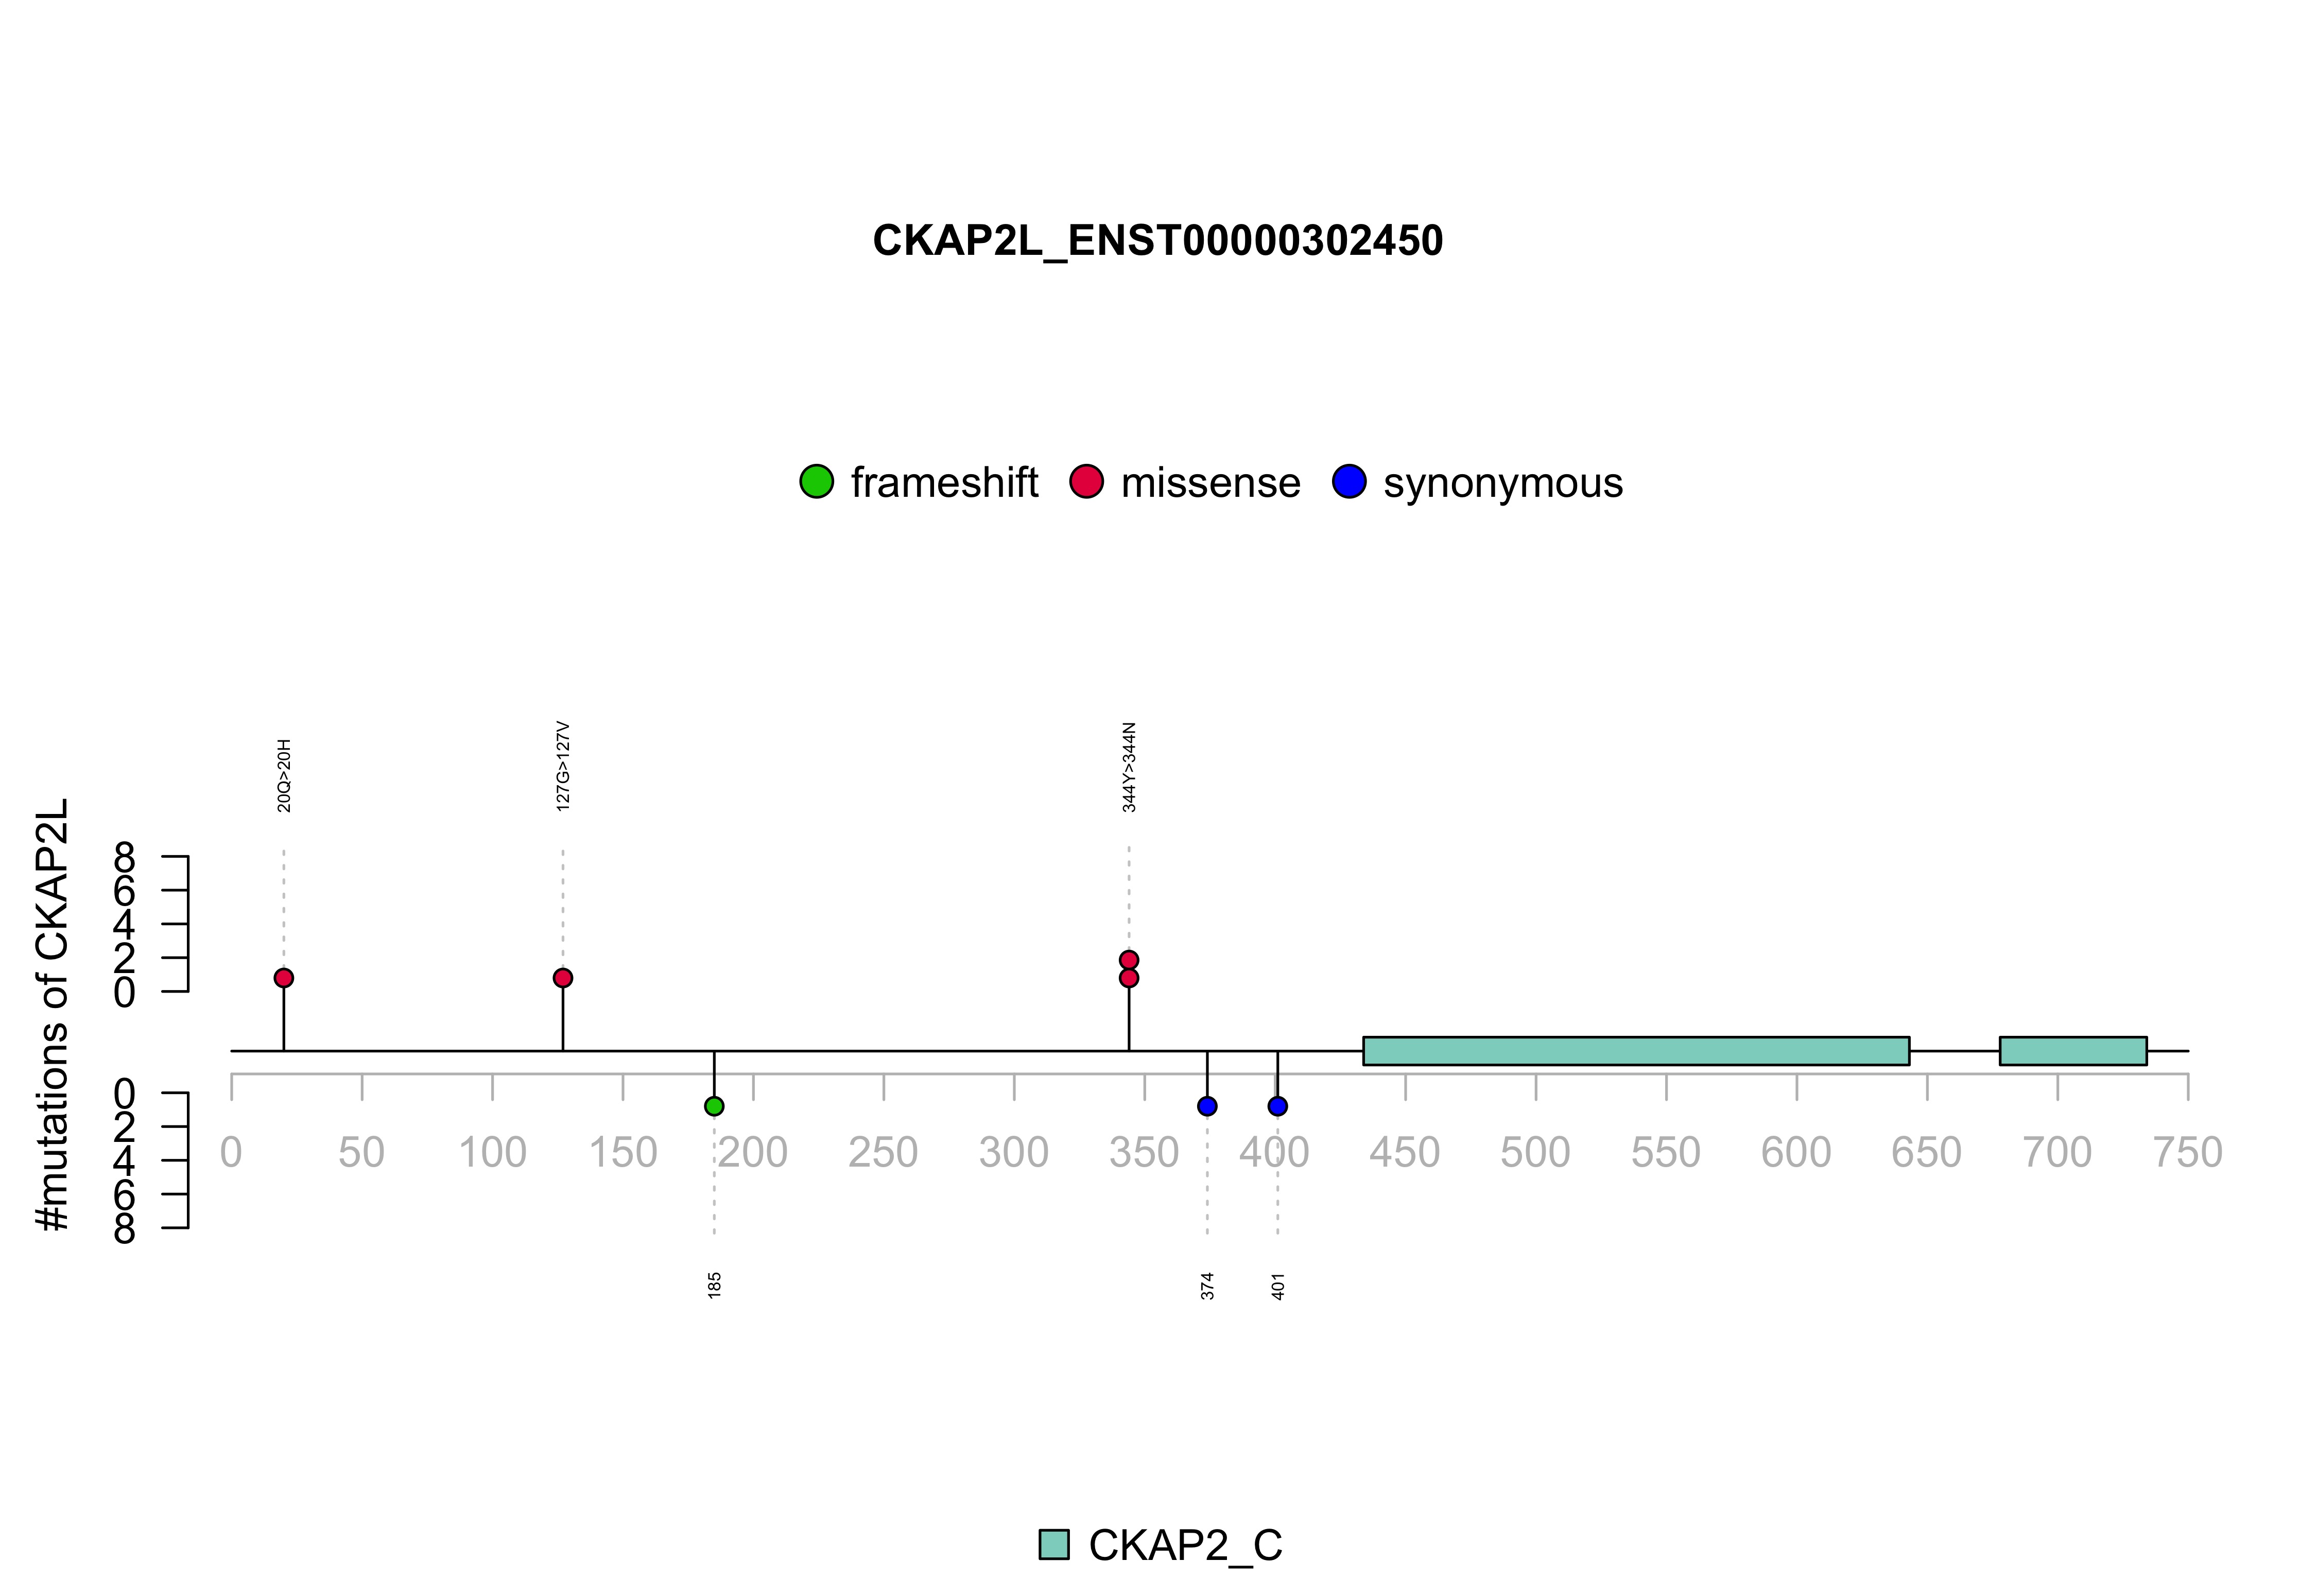 CKAP2L_ENST00000302450
frameshift missense synonymous
20Q>20H
127G>127V
344Y>344N
#mutations of CKAP2L
8
6
4
2
0
0
2
4
6
8
0 50 100 150 200 250 300 350 400 450 500 550 600 650 700 750
185
374
401
CKAP2_C